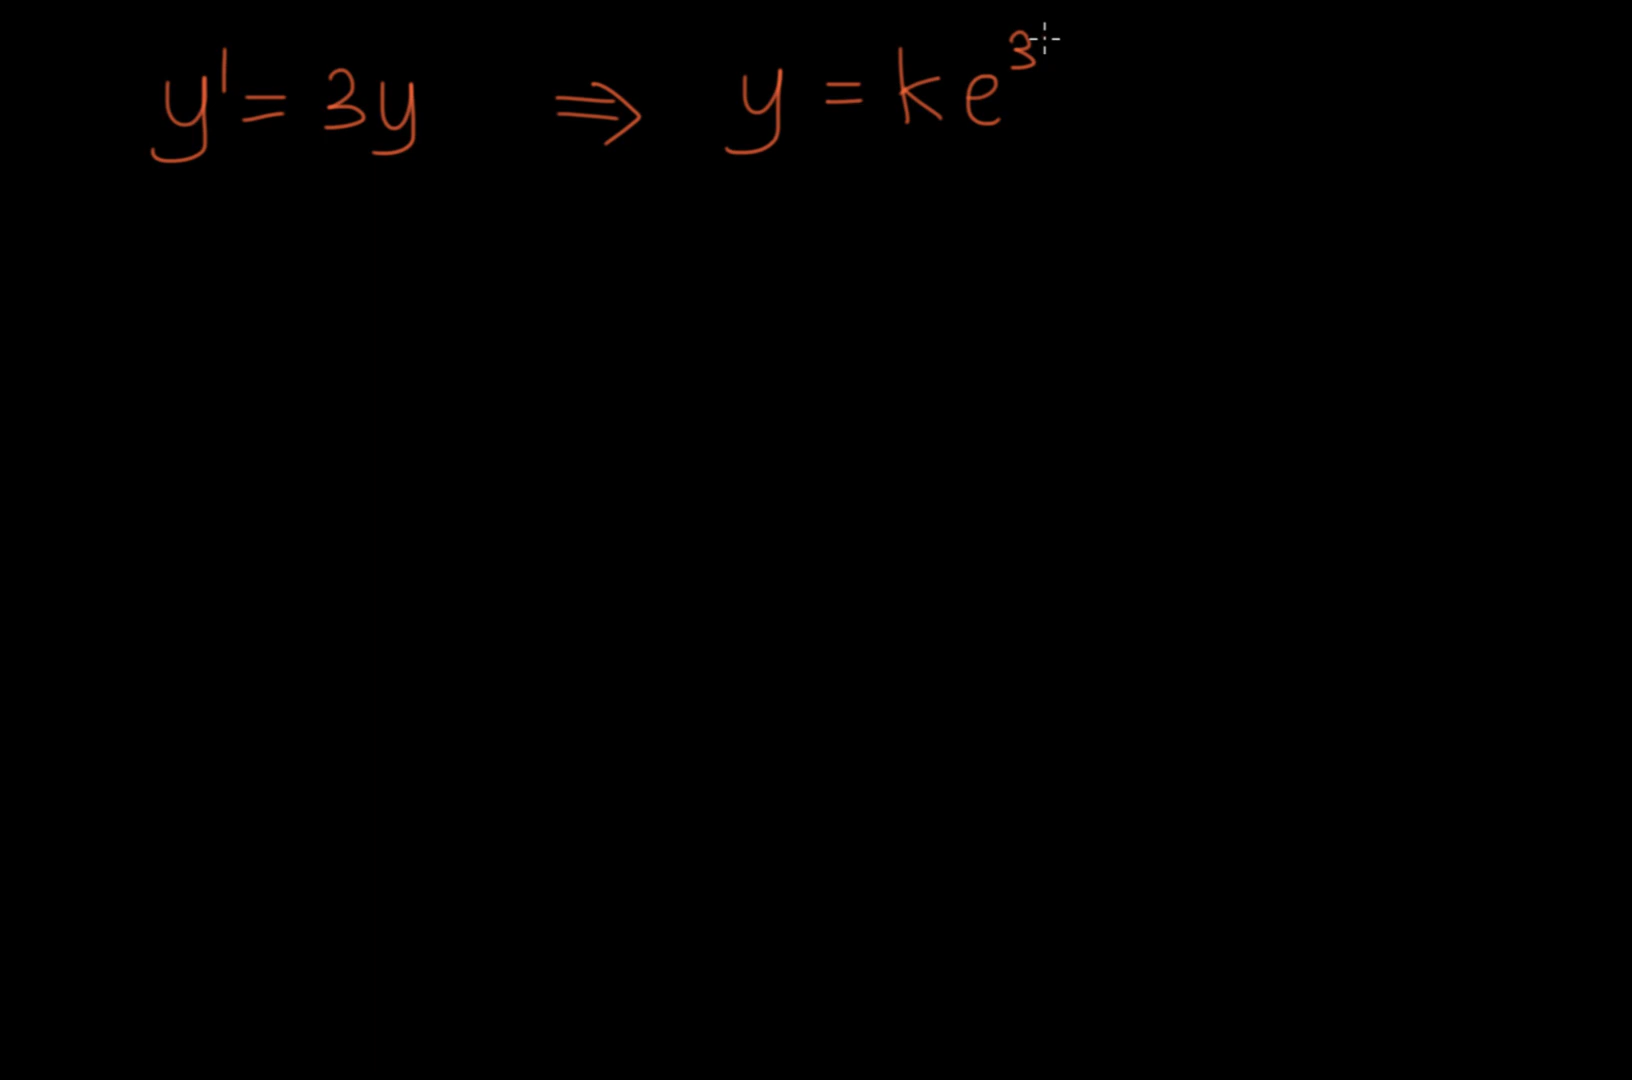 y' = 3y ⇒ y = ke³